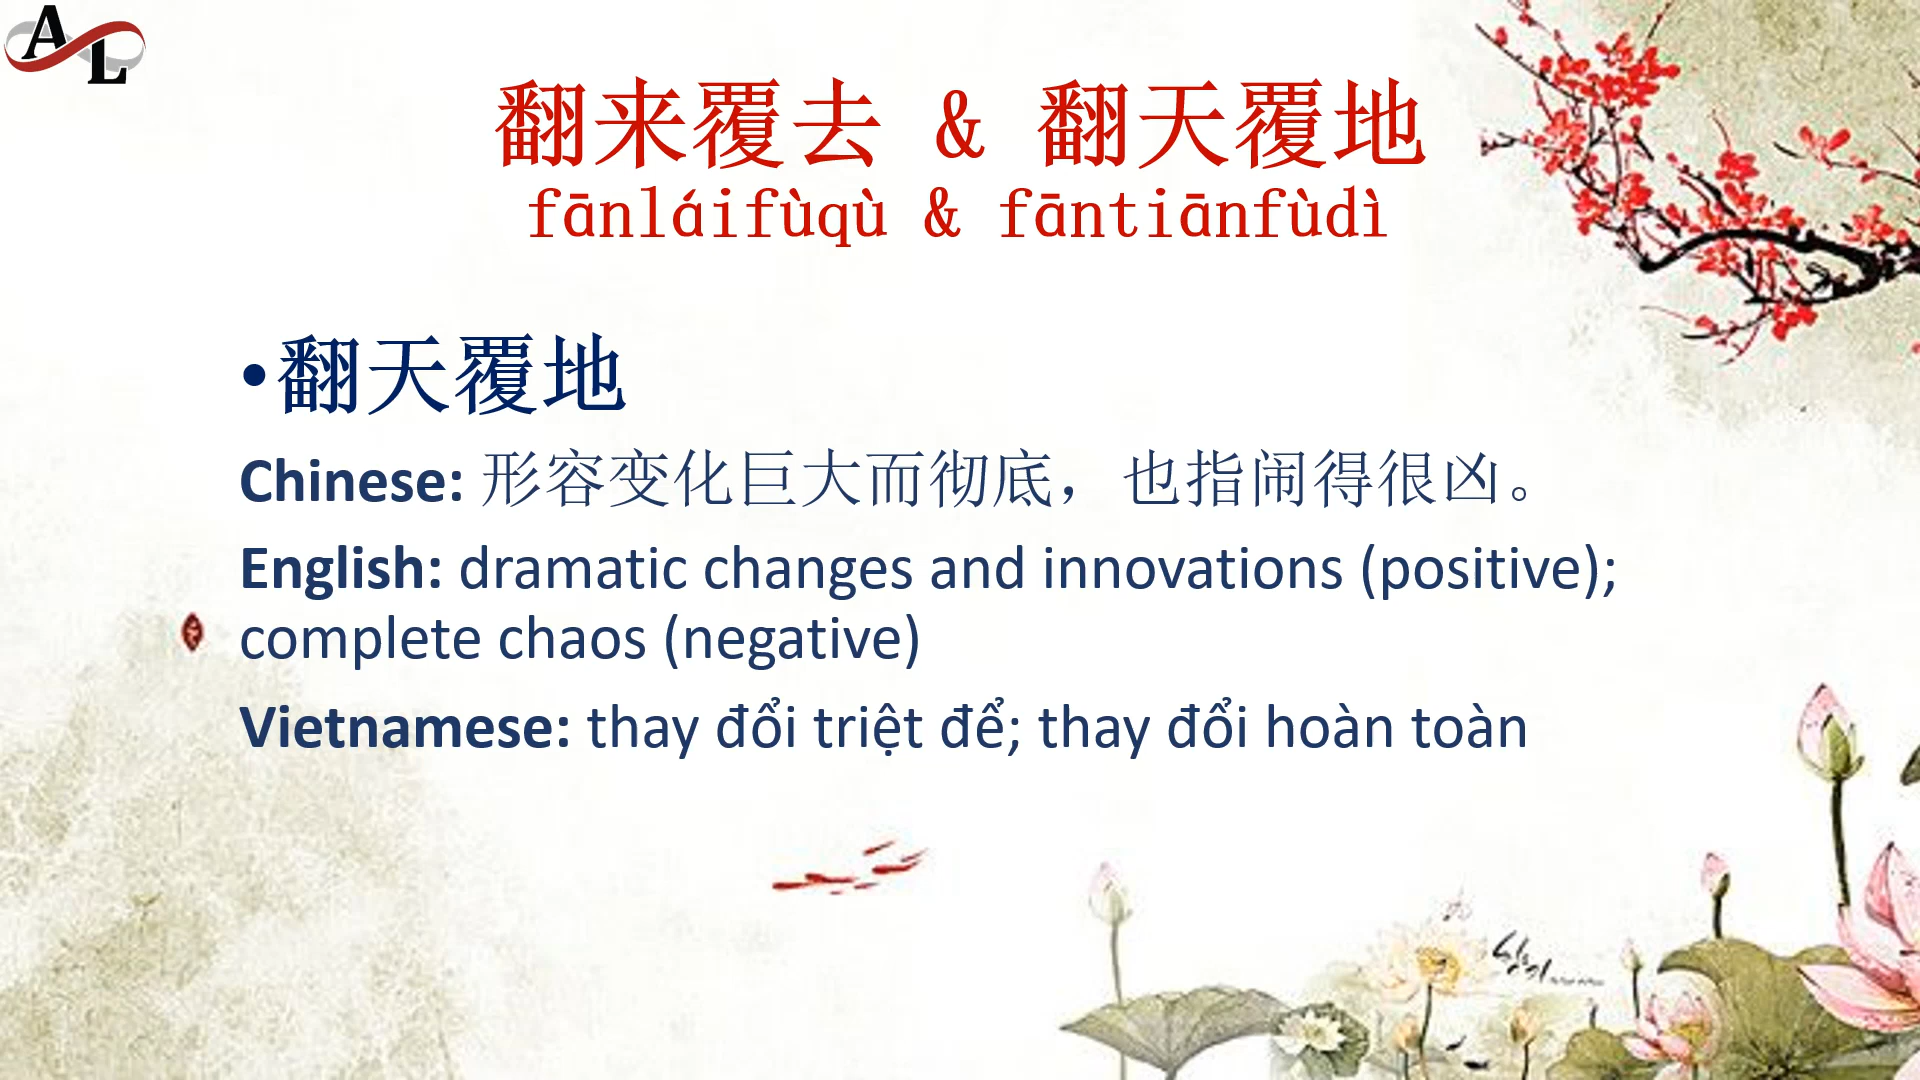 AL
翻来覆去 & 翻天覆地
fānláifùqù & fāntiānfùdì
•翻天覆地
Chinese: 形容变化巨大而彻底，也指闹得很凶。
English: dramatic changes and innovations (positive);
complete chaos (negative)
Vietnamese: thay đổi triệt để; thay đổi hoàn toàn